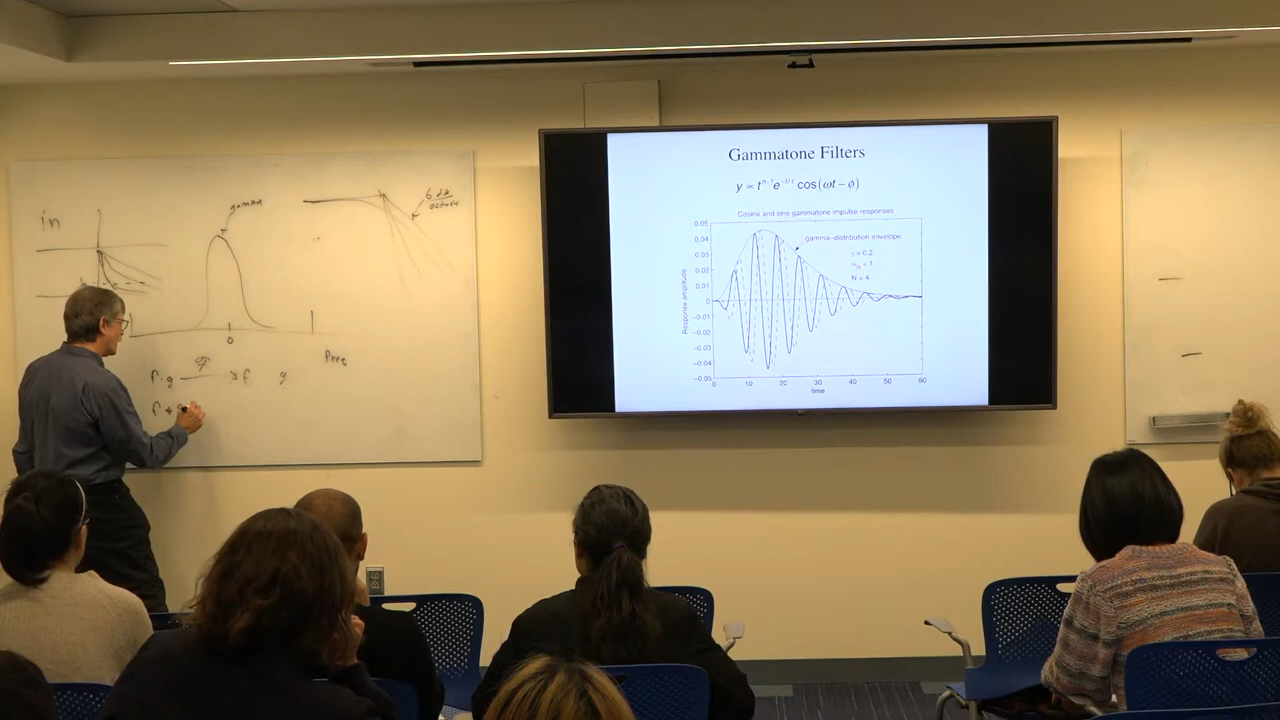 in
gamma
6 db
octave
0
freq
f · g → f g
f *
Gammatone Filters
y ∝ tⁿ⁻¹e^(−t/τ) cos(ωt − ϕ)
Cosine and sine gammatone impulse responses
gamma-distribution envelope
N = 4
Response amplitude
0.05
0.04
0.03
0.02
0.01
0
-0.01
-0.02
-0.03
-0.04
-0.05
0 10 20 30 40 50 60
time